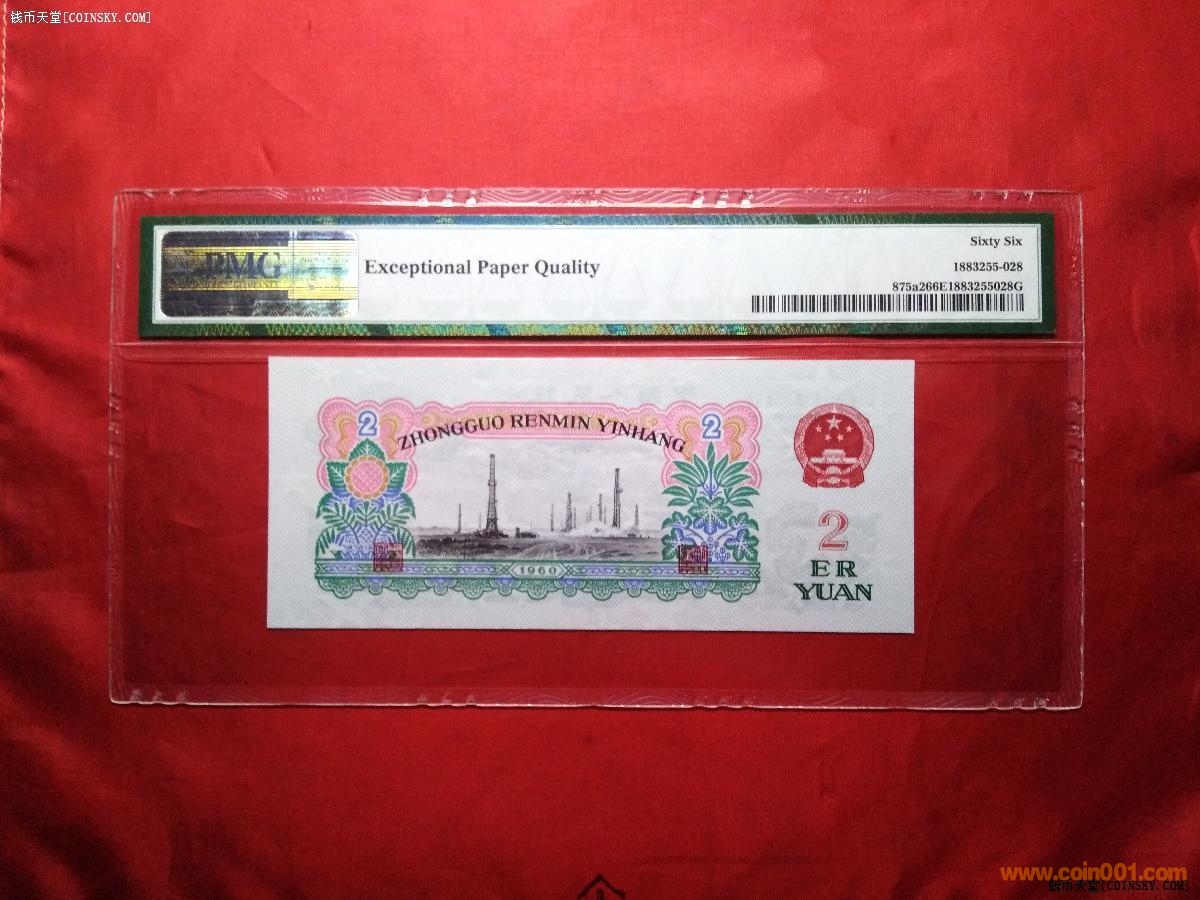 钱币天堂[COINSKY.COM]
PMG
Exceptional Paper Quality
Sixty Six
1883255-028
875a266E1883255028G
2
ZHONGGUO RENMIN YINHANG
2
1960
2
ER
YUAN
www.coin001.com
钱币天堂[COINSKY.COM]